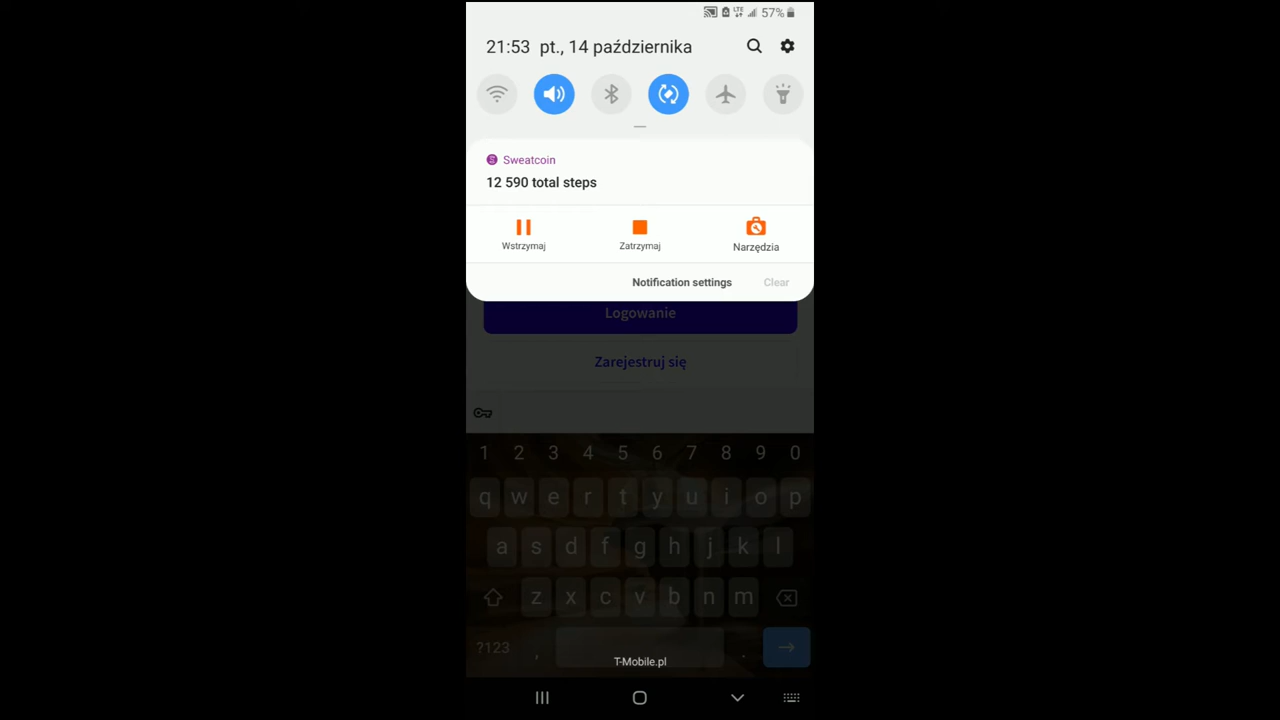 LTE 57%
21:53 pt., 14 października
Sweatcoin
12 590 total steps
Wstrzymaj Zatrzymaj Narzędzia
Notification settings Clear
Logowanie
Zarejestruj się
1 2 3 4 5 6 7 8 9 0
q w e r t y u i o p
a s d f g h j k l
z x c v b n m
?123 , .
T-Mobile.pl